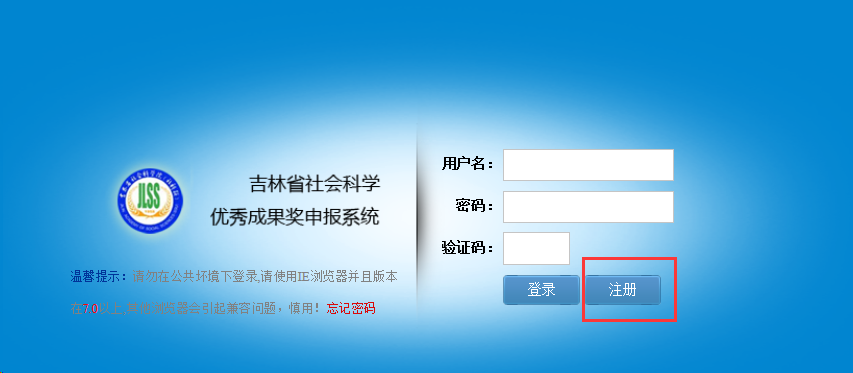 吉林省社会科学
优秀成果奖申报系统
JLSS
温馨提示：请勿在公共环境下登录,请使用IE浏览器并且版本
在7.0以上,其他浏览器会引起兼容问题，慎用！忘记密码
用户名：
密码：
验证码：
登录 注册